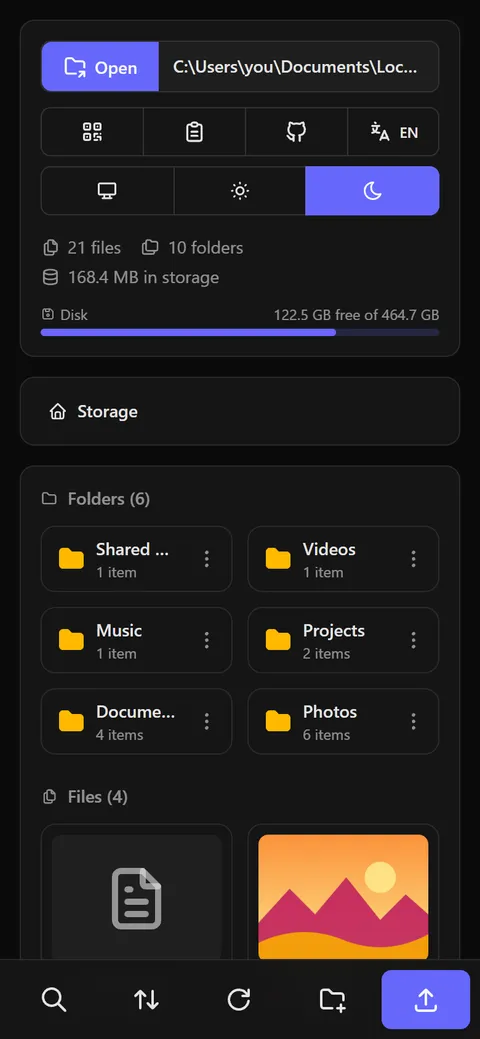 Open
C:\Users\you\Documents\Loc...
EN
21 files
10 folders
168.4 MB in storage
Disk
122.5 GB free of 464.7 GB
Storage
Folders (6)
Shared ...
1 item
Videos
1 item
Music
1 item
Projects
2 items
Docume...
4 items
Photos
6 items
Files (4)